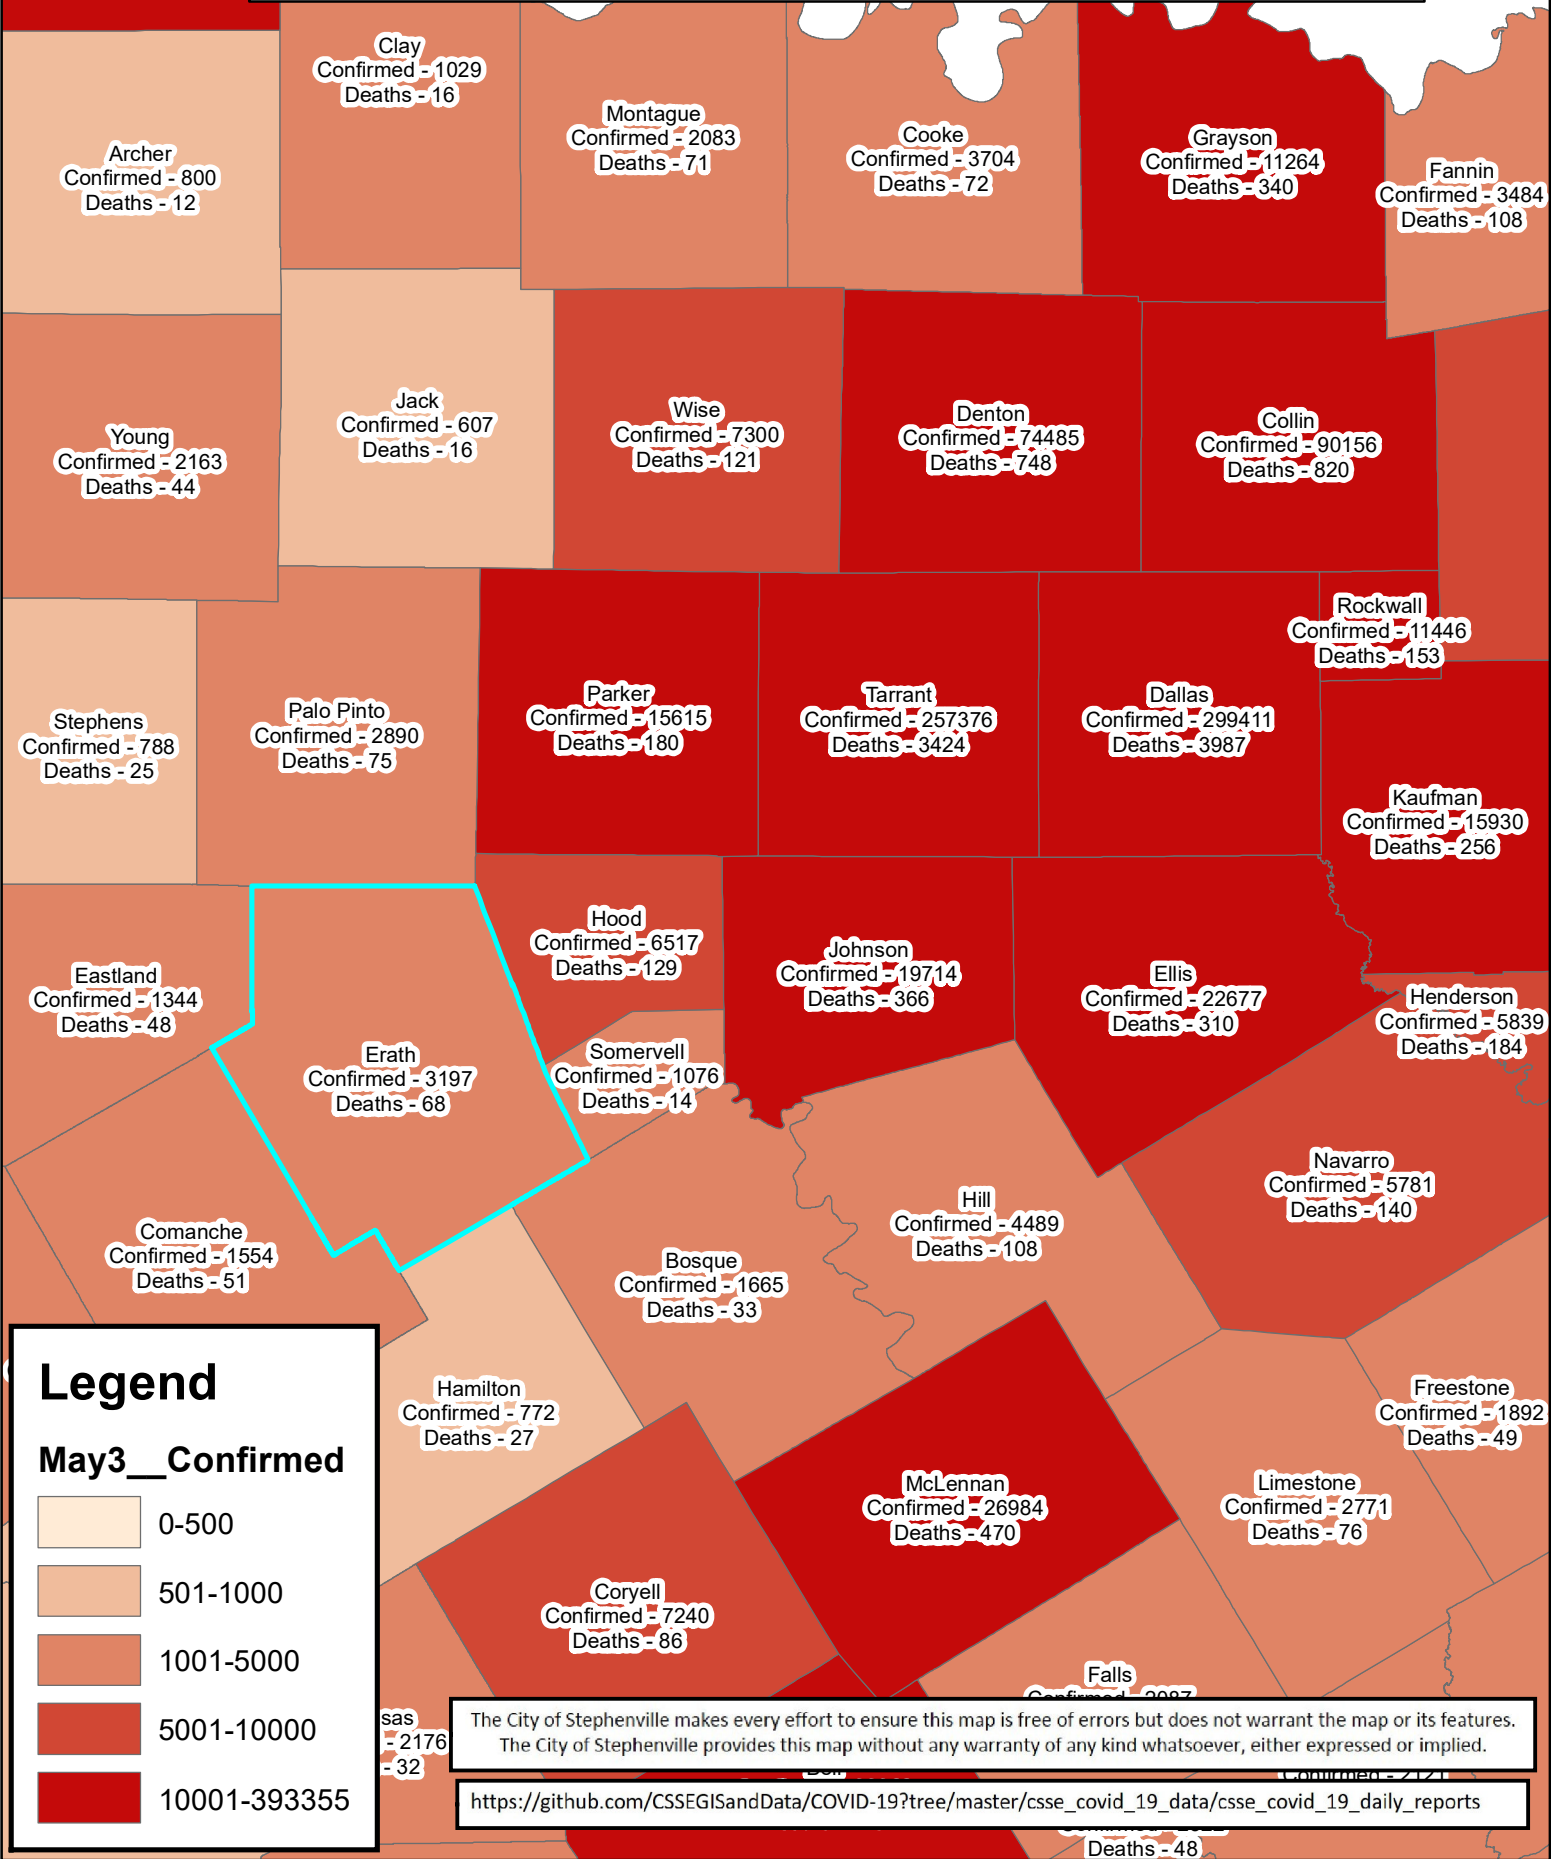 Clay
Confirmed - 1029
Deaths - 16
Montague
Confirmed - 2083
Deaths - 71
Cooke
Confirmed - 3704
Deaths - 72
Grayson
Confirmed - 11264
Deaths - 340
Archer
Confirmed - 800
Deaths - 12
Fannin
Confirmed - 3484
Deaths - 108
Jack
Confirmed - 607
Deaths - 16
Wise
Confirmed - 7300
Deaths - 121
Denton
Confirmed - 74485
Deaths - 748
Collin
Confirmed - 90156
Deaths - 820
Young
Confirmed - 2163
Deaths - 44
Rockwall
Confirmed - 11446
Deaths - 153
Stephens
Confirmed - 788
Deaths - 25
Palo Pinto
Confirmed - 2890
Deaths - 75
Parker
Confirmed - 15615
Deaths - 180
Tarrant
Confirmed - 257376
Deaths - 3424
Dallas
Confirmed - 299411
Deaths - 3987
Kaufman
Confirmed - 15930
Deaths - 256
Eastland
Confirmed - 1344
Deaths - 48
Hood
Confirmed - 6517
Deaths - 129
Johnson
Confirmed - 19714
Deaths - 366
Ellis
Confirmed - 22677
Deaths - 310
Henderson
Confirmed - 5839
Deaths - 184
Erath
Confirmed - 3197
Deaths - 68
Somervell
Confirmed - 1076
Deaths - 14
Navarro
Confirmed - 5781
Deaths - 140
Comanche
Confirmed - 1554
Deaths - 51
Hill
Confirmed - 4489
Deaths - 108
Bosque
Confirmed - 1665
Deaths - 33
Hamilton
Confirmed - 772
Deaths - 27
Freestone
Confirmed - 1892
Deaths - 49
McLennan
Confirmed - 26984
Deaths - 470
Limestone
Confirmed - 2771
Deaths - 76
Coryell
Confirmed - 7240
Deaths - 86
Falls
sas
- 2176
- 32
Deaths - 48
Legend
May3__Confirmed
0-500
501-1000
1001-5000
5001-10000
10001-393355
The City of Stephenville makes every effort to ensure this map is free of errors but does not warrant the map or its features.
The City of Stephenville provides this map without any warranty of any kind whatsoever, either expressed or implied.
https://github.com/CSSEGISandData/COVID-19?tree/master/csse_covid_19_data/csse_covid_19_daily_reports